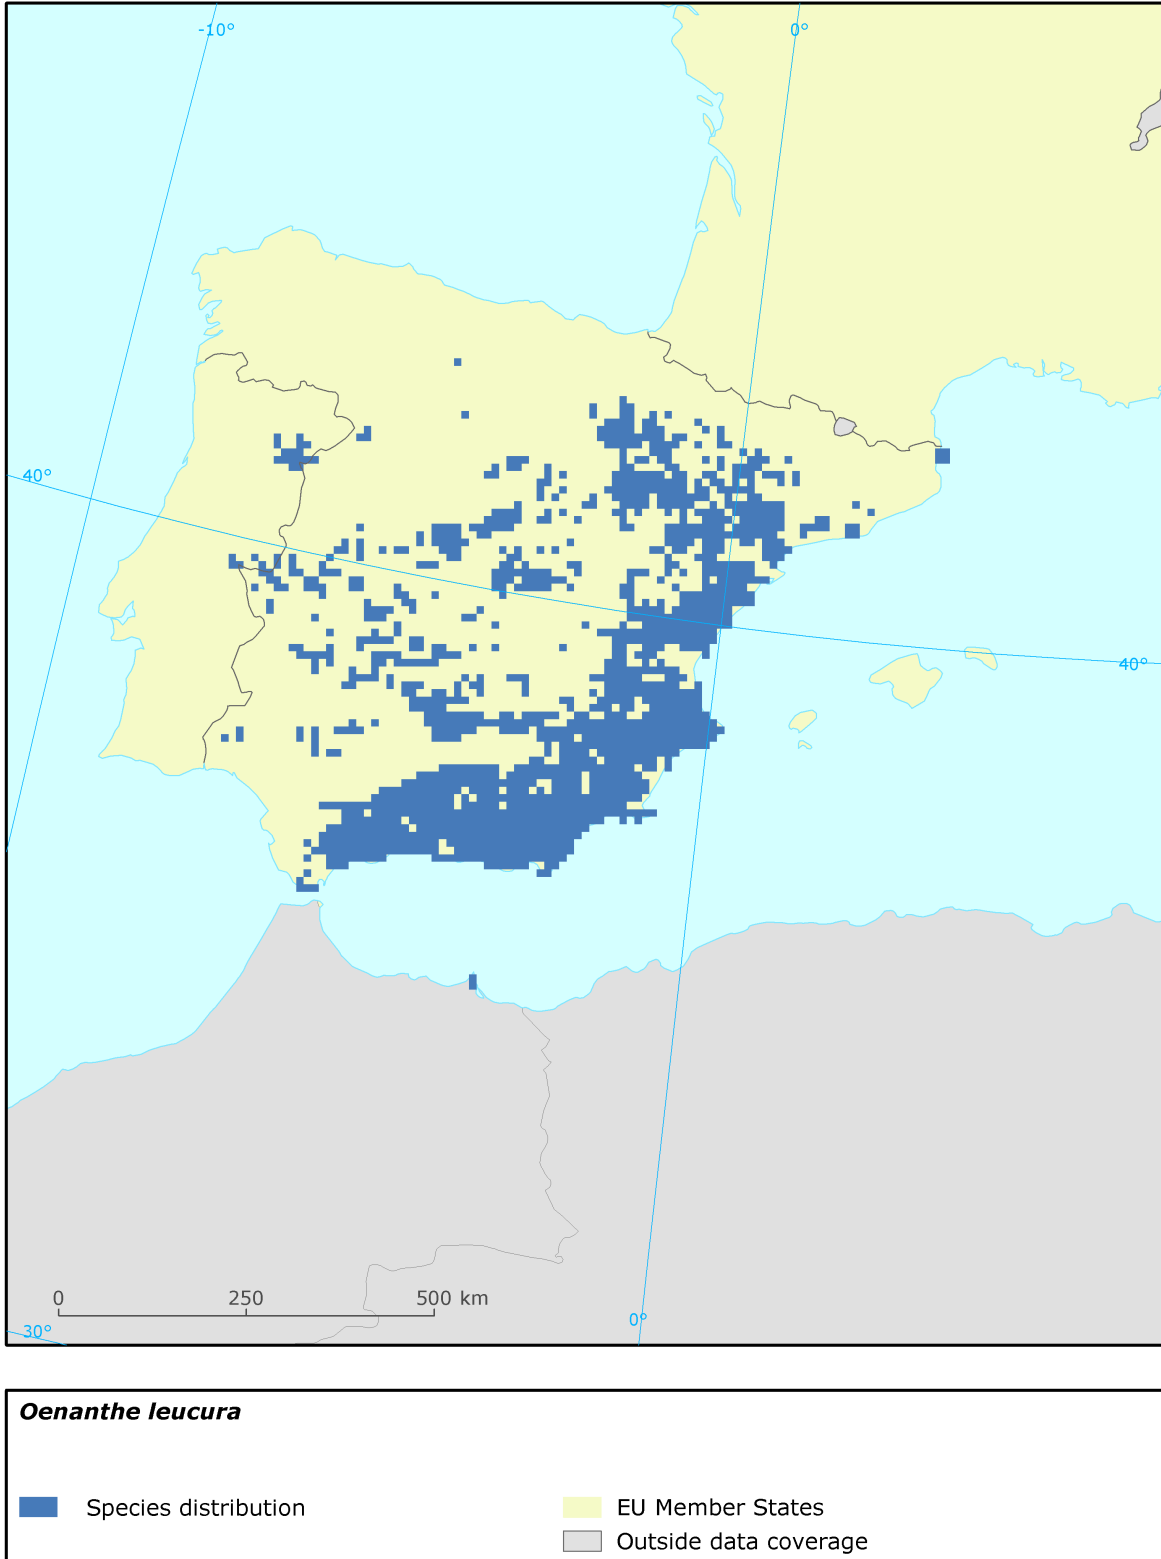 -10°
0°
40°
40°
0 250 500 km
0°
30°
Oenanthe leucura
Species distribution
EU Member States
Outside data coverage